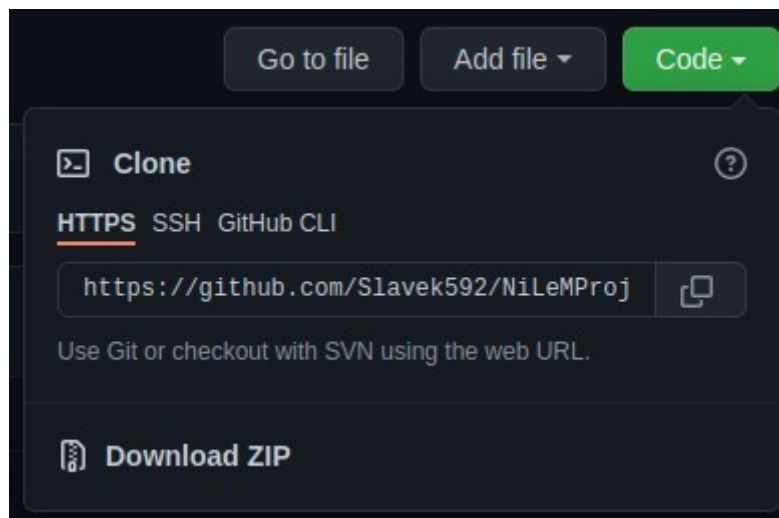 Go to file Add file Code
Clone
HTTPS SSH GitHub CLI
https://github.com/Slavek592/NiLeMProj
Use Git or checkout with SVN using the web URL.
Download ZIP